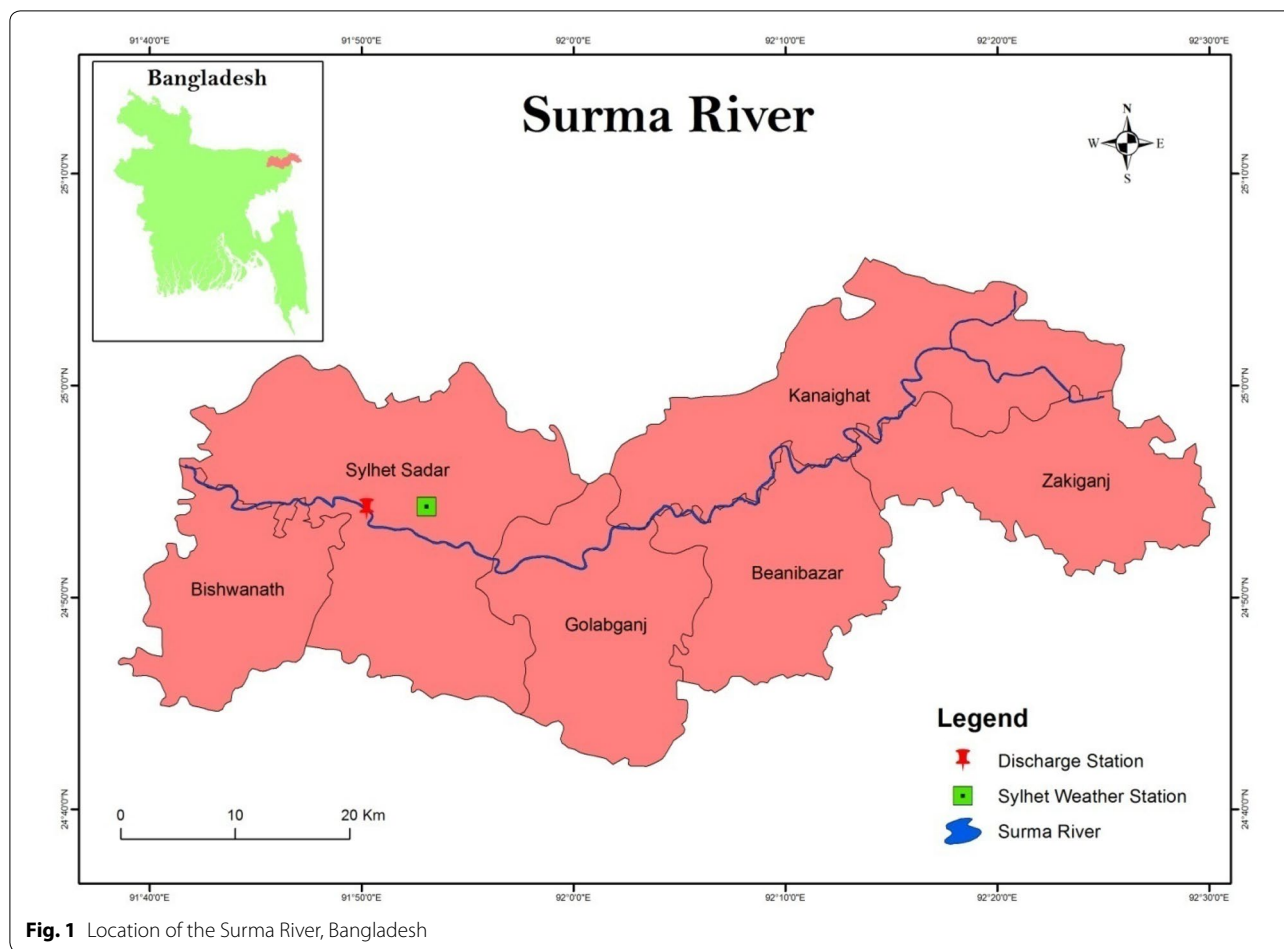 91°40'0"E 91°50'0"E 92°0'0"E 92°10'0"E 92°20'0"E 92°30'0"E
Bangladesh
Surma River
N
W E
S
25°10'0"N 25°10'0"N
25°0'0"N 25°0'0"N
Kanaighat
Sylhet Sadar
Zakiganj
Beanibazar
Bishwanath
24°50'0"N 24°50'0"N
Golabganj
Legend
Discharge Station
Sylhet Weather Station
Surma River
0 10 20 Km
24°40'0"N 24°40'0"N
91°40'0"E 91°50'0"E 92°0'0"E 92°10'0"E 92°20'0"E 92°30'0"E
Fig. 1 Location of the Surma River, Bangladesh